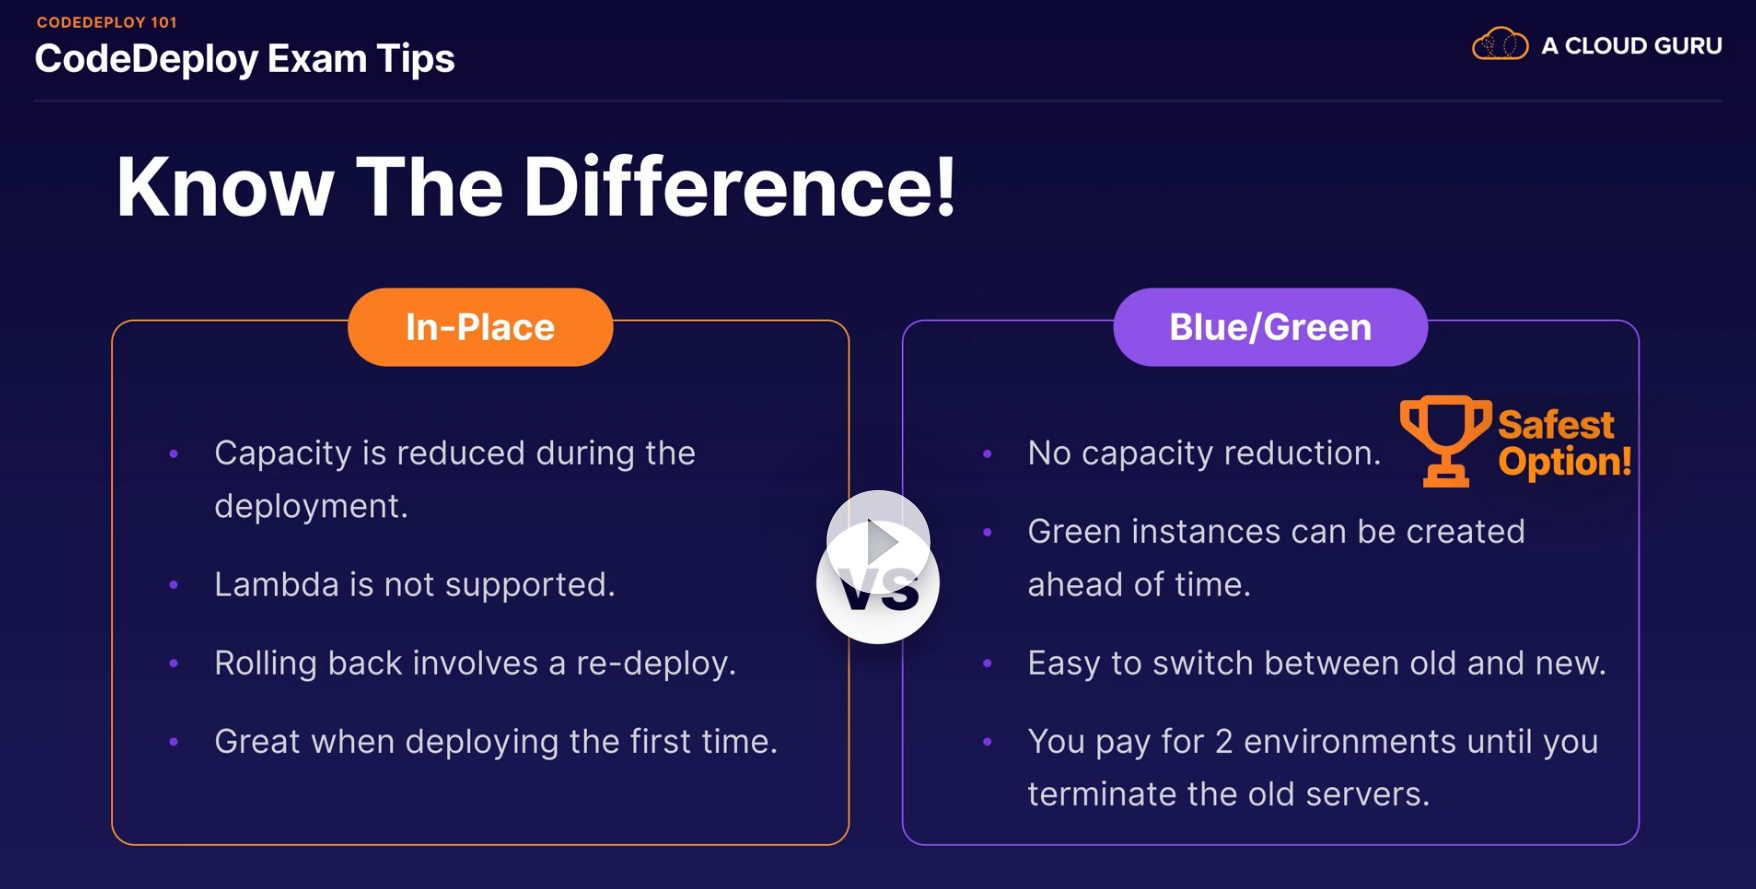 CODEDEPLOY 101
CodeDeploy Exam Tips
A CLOUD GURU
Know The Difference!
In-Place
Capacity is reduced during the
deployment.
Lambda is not supported.
Rolling back involves a re-deploy.
Great when deploying the first time.
VS
Blue/Green
No capacity reduction.
Safest
Option!
Green instances can be created
ahead of time.
Easy to switch between old and new.
You pay for 2 environments until you
terminate the old servers.